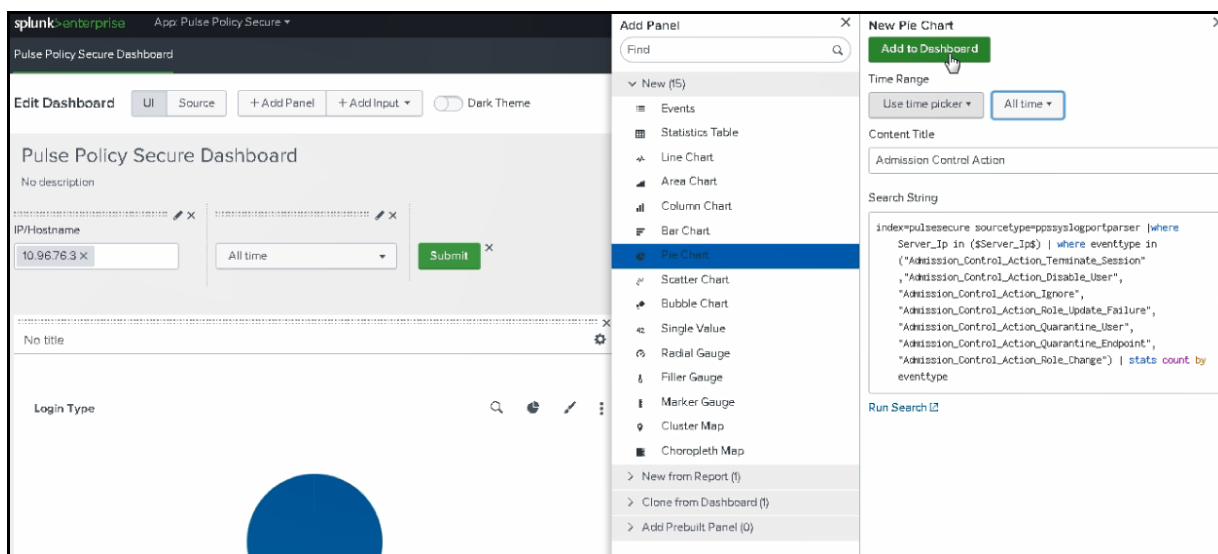 splunk>enterprise App: Pulse Policy Secure
Pulse Policy Secure Dashboard
Edit Dashboard UI Source + Add Panel + Add Input Dark Theme
Pulse Policy Secure Dashboard
No description
IP/Hostname
10.96.76.3 ×
All time
Submit
No title
Login Type
Add Panel
Find
New (15)
Events
Statistics Table
Line Chart
Area Chart
Column Chart
Bar Chart
Pie Chart
Scatter Chart
Bubble Chart
42 Single Value
Radial Gauge
Filler Gauge
Marker Gauge
Cluster Map
Choropleth Map
New from Report (1)
Clone from Dashboard (1)
Add Prebuilt Panel (0)
New Pie Chart
Add to Dashboard
Time Range
Use time picker All time
Content Title
Admission Control Action
Search String
index=pulsesecure sourcetype=ppssyslogportparser |where
Server_Ip in ($Server_Ip$) | where eventtype in
("Admission_Control_Action_Terminate_Session"
,"Admission_Control_Action_Disable_User",
"Admission_Control_Action_Ignore",
"Admission_Control_Action_Role_Update_Failure",
"Admission_Control_Action_Quarantine_User",
"Admission_Control_Action_Quarantine_Endpoint",
"Admission_Control_Action_Role_Change") | stats count by
eventtype
Run Search